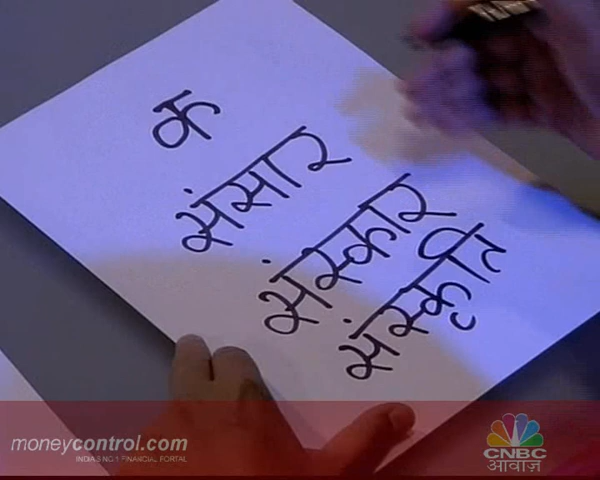 क
संसार
संस्कार
संस्कृति
moneycontrol.com
INDIA'S NO.1 FINANCIAL PORTAL
CNBC
आवाज़